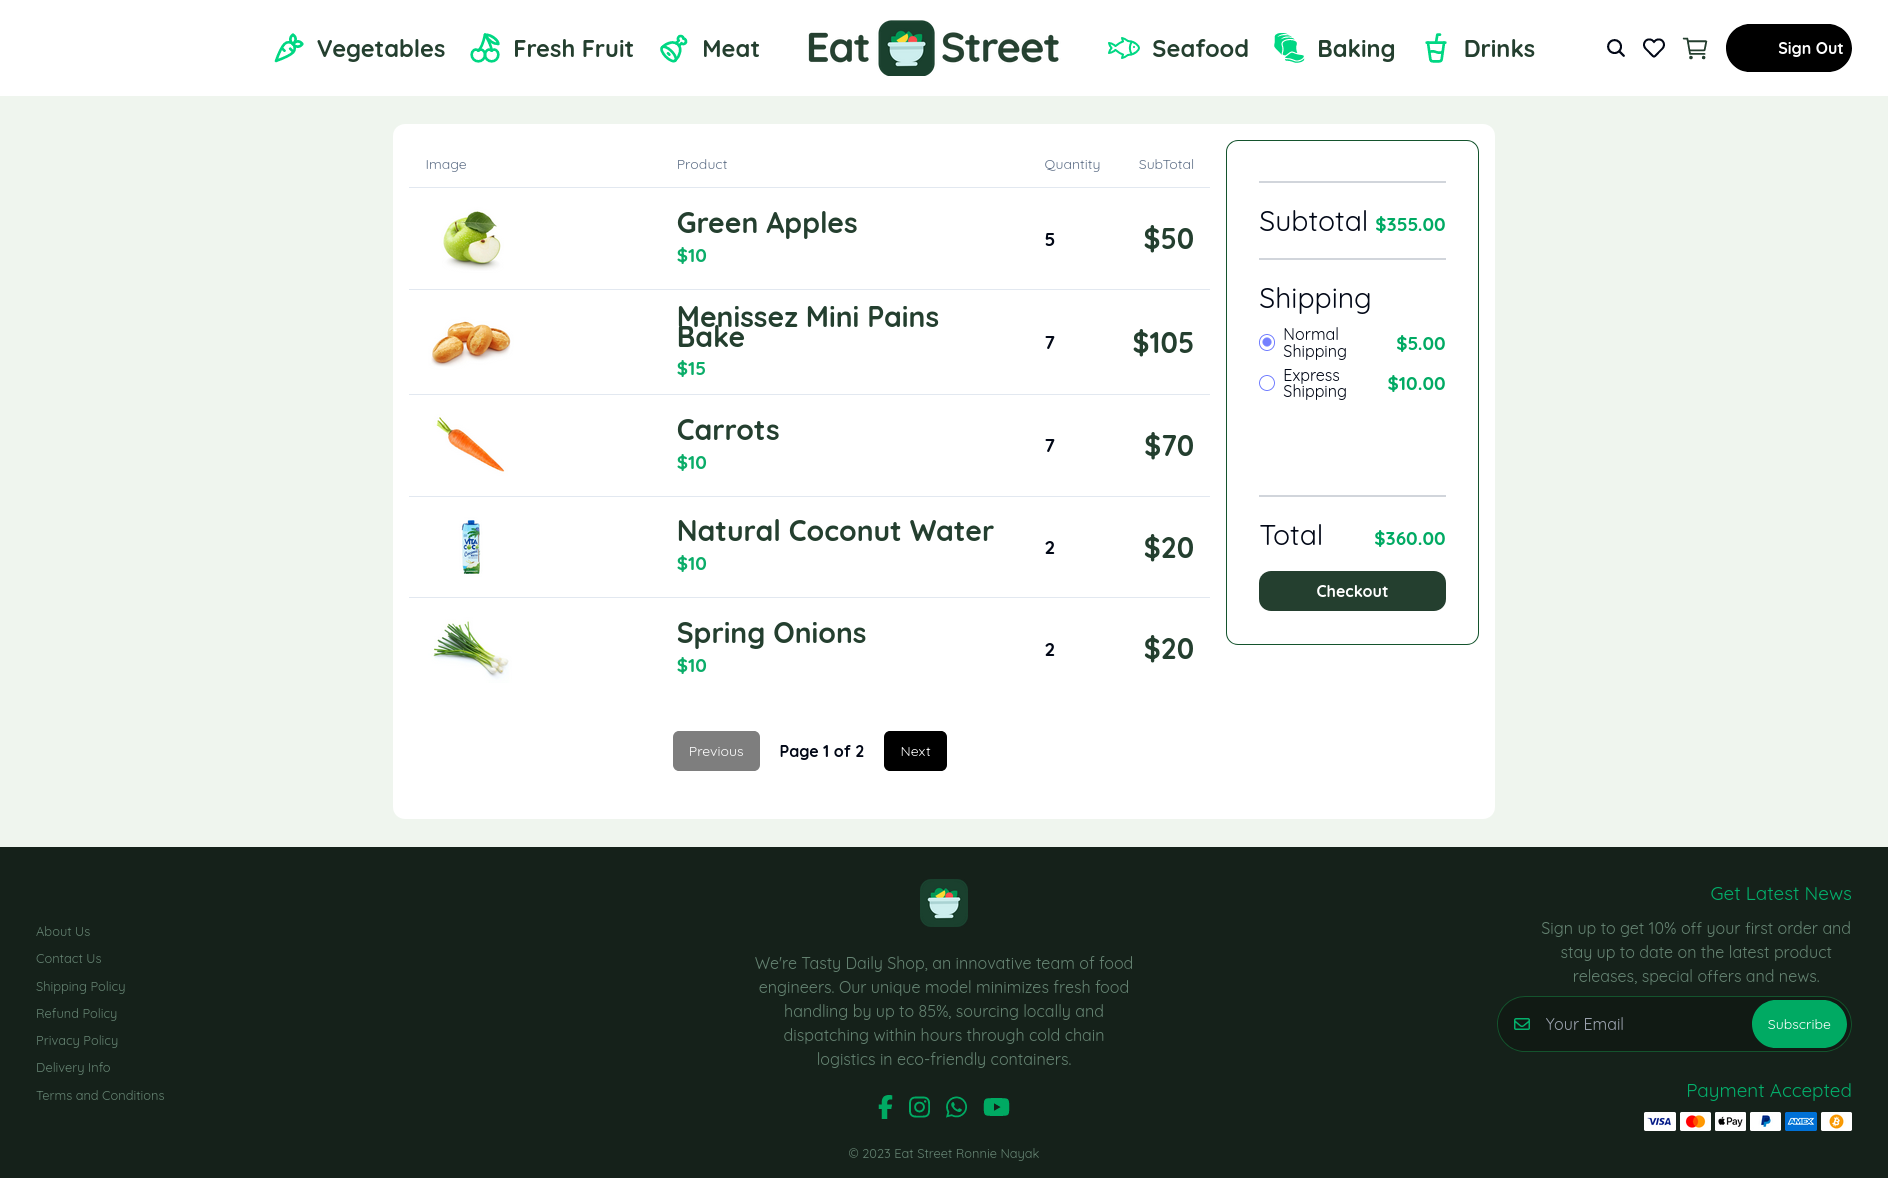 Vegetables
Fresh Fruit
Meat
Eat Street
Seafood
Baking
Drinks
Sign Out
Image
Product
Quantity
SubTotal
Green Apples
$10
5
$50
Menissez Mini Pains
Bake
$15
7
$105
Carrots
$10
7
$70
VITA
COCO
Natural Coconut Water
$10
2
$20
Spring Onions
$10
2
$20
Previous
Page 1 of 2
Next
Subtotal
$355.00
Shipping
Normal
Shipping
$5.00
Express
Shipping
$10.00
Total
$360.00
Checkout
About Us
Contact Us
Shipping Policy
Refund Policy
Privacy Policy
Delivery Info
Terms and Conditions
We're Tasty Daily Shop, an innovative team of food
engineers. Our unique model minimizes fresh food
handling by up to 85%, sourcing locally and
dispatching within hours through cold chain
logistics in eco-friendly containers.
© 2023 Eat Street Ronnie Nayak
Get Latest News
Sign up to get 10% off your first order and
stay up to date on the latest product
releases, special offers and news.
Your Email
Subscribe
Payment Accepted
VISA
Pay
AMEX